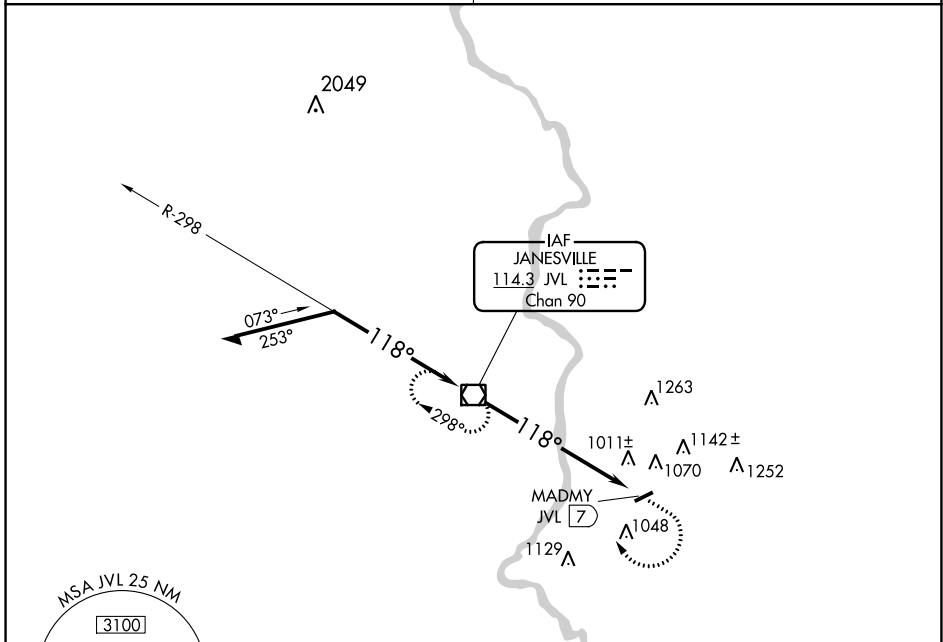 2049
R-298
IAF
JANESVILLE
114.3 JVL
Chan 90
073°
253°
118°
298°
118°
1263
1011±
1142±
1070
1252
MADMY
JVL 7
1048
1129
MSA JVL 25 NM
3100